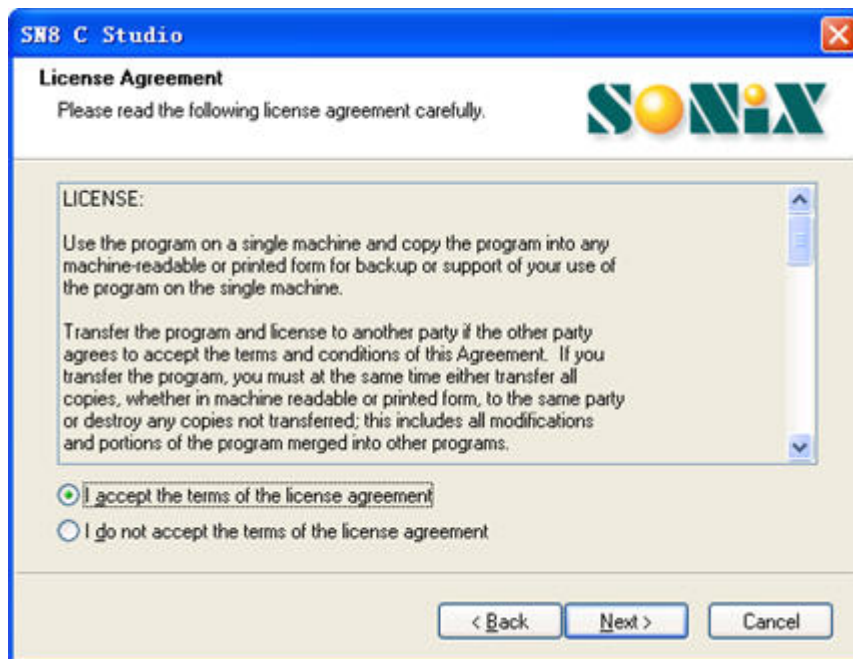 SN8 C Studio
License Agreement
Please read the following license agreement carefully.
SONiX
LICENSE:
Use the program on a single machine and copy the program into any
machine-readable or printed form for backup or support of your use of
the program on the single machine.
Transfer the program and license to another party if the other party
agrees to accept the terms and conditions of this Agreement. If you
transfer the program, you must at the same time either transfer all
copies, whether in machine readable or printed form, to the same party
or destroy any copies not transferred; this includes all modifications
and portions of the program merged into other programs.
I accept the terms of the license agreement
I do not accept the terms of the license agreement
< Back
Next >
Cancel